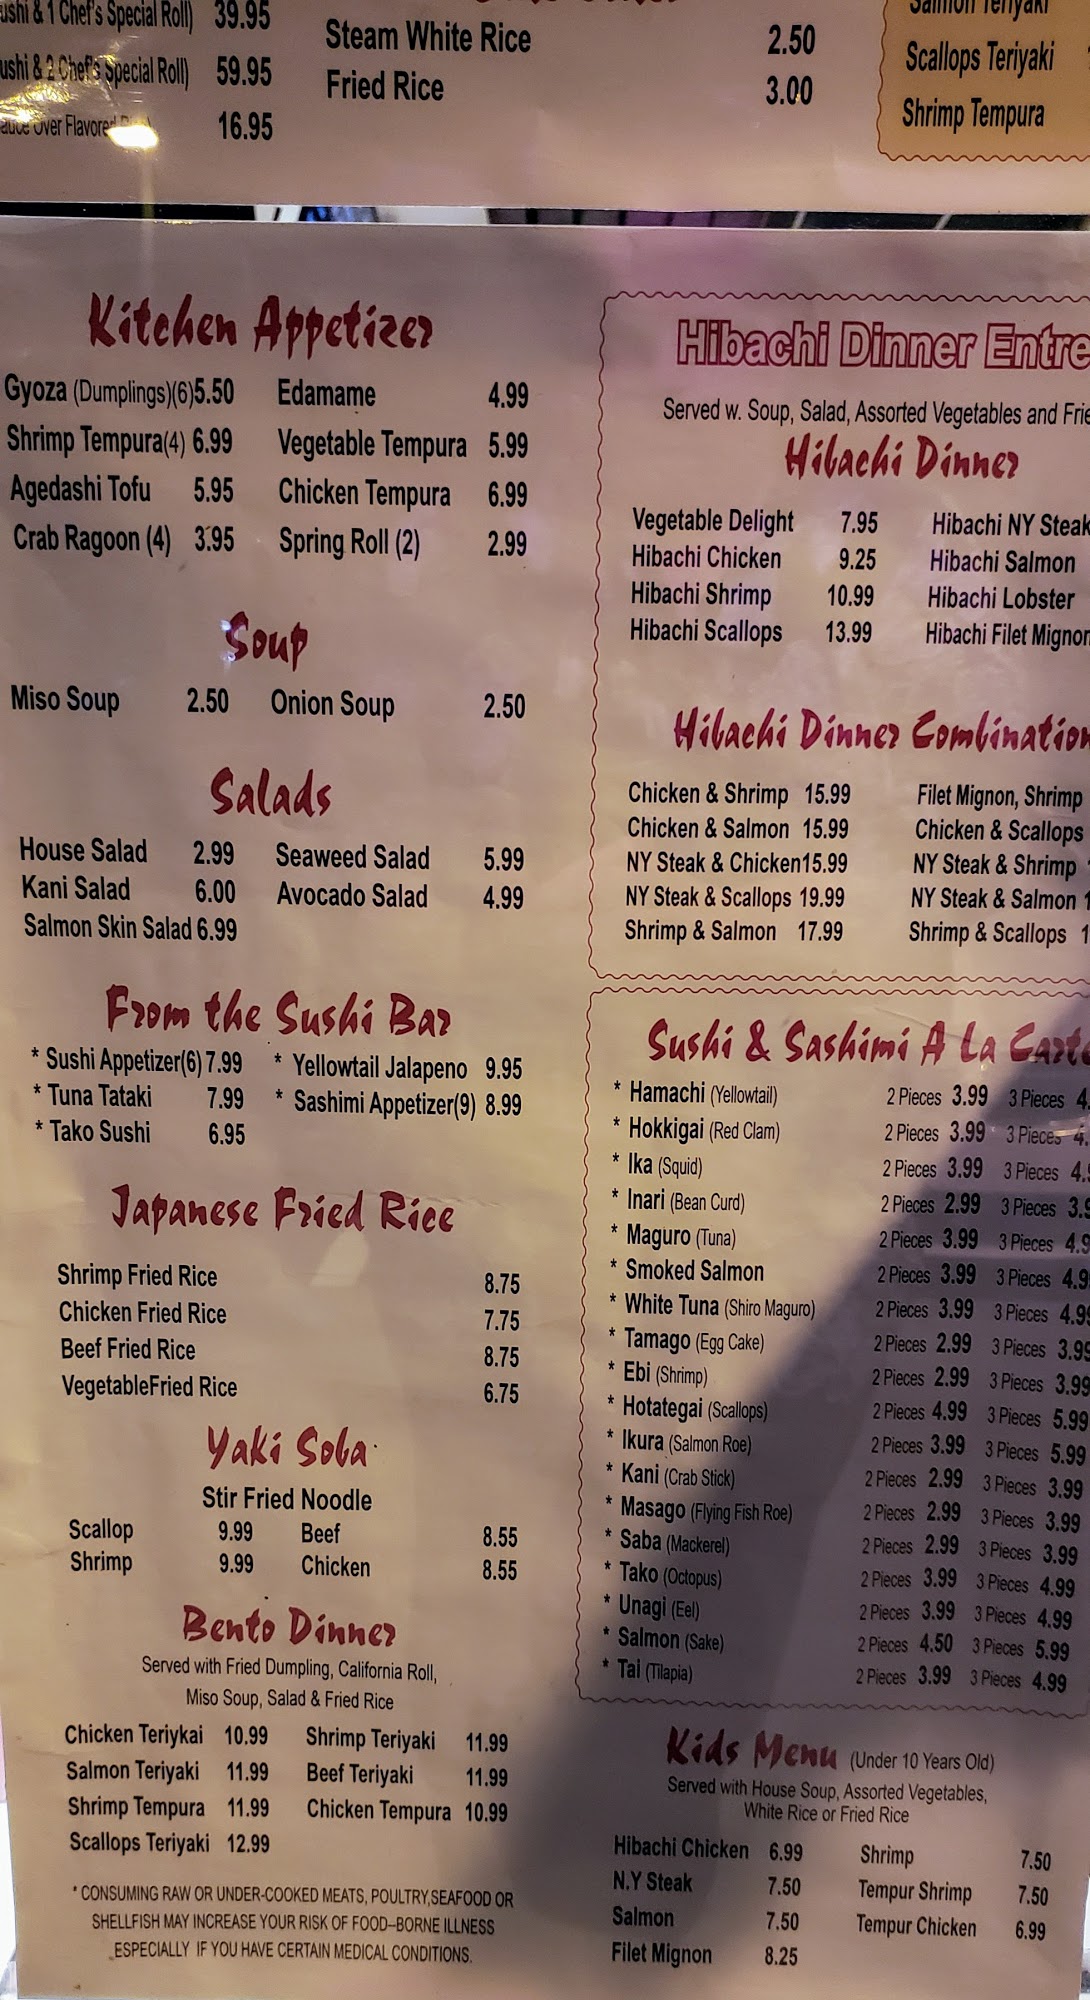 ushi & 1 Chef's Special Roll) 39.95
ushi & 2 Chef's Special Roll) 59.95
auce Over Flavored 16.95
Steam White Rice 2.50
Fried Rice 3.00
Salmon Teriyaki
Scallops Teriyaki
Shrimp Tempura
Kitchen Appetizer
Gyoza (Dumplings)(6)5.50 Edamame 4.99
Shrimp Tempura(4) 6.99 Vegetable Tempura 5.99
Agedashi Tofu 5.95 Chicken Tempura 6.99
Crab Ragoon (4) 3.95 Spring Roll (2) 2.99
Soup
Miso Soup 2.50 Onion Soup 2.50
Salads
House Salad 2.99 Seaweed Salad 5.99
Kani Salad 6.00 Avocado Salad 4.99
Salmon Skin Salad 6.99
From the Sushi Bar
* Sushi Appetizer(6) 7.99 * Yellowtail Jalapeno 9.95
* Tuna Tataki 7.99 * Sashimi Appetizer(9) 8.99
* Tako Sushi 6.95
Japanese Fried Rice
Shrimp Fried Rice 8.75
Chicken Fried Rice 7.75
Beef Fried Rice 8.75
VegetableFried Rice 6.75
Yaki Soba
Stir Fried Noodle
Scallop 9.99 Beef 8.55
Shrimp 9.99 Chicken 8.55
Bento Dinner
Served with Fried Dumpling, California Roll,
Miso Soup, Salad & Fried Rice
Chicken Teriykai 10.99 Shrimp Teriyaki 11.99
Salmon Teriyaki 11.99 Beef Teriyaki 11.99
Shrimp Tempura 11.99 Chicken Tempura 10.99
Scallops Teriyaki 12.99
* CONSUMING RAW OR UNDER-COOKED MEATS, POULTRY,SEAFOOD OR
SHELLFISH MAY INCREASE YOUR RISK OF FOOD–BORNE ILLNESS
ESPECIALLY IF YOU HAVE CERTAIN MEDICAL CONDITIONS.
Hibachi Dinner Entre
Served w. Soup, Salad, Assorted Vegetables and Frie
Hibachi Dinner
Vegetable Delight 7.95 Hibachi NY Steak
Hibachi Chicken 9.25 Hibachi Salmon
Hibachi Shrimp 10.99 Hibachi Lobster
Hibachi Scallops 13.99 Hibachi Filet Mignon
Hibachi Dinner Combination
Chicken & Shrimp 15.99 Filet Mignon, Shrimp
Chicken & Salmon 15.99 Chicken & Scallops
NY Steak & Chicken15.99 NY Steak & Shrimp
NY Steak & Scallops 19.99 NY Steak & Salmon 1
Shrimp & Salmon 17.99 Shrimp & Scallops 1
Sushi & Sashimi A La Carte
* Hamachi (Yellowtail) 2 Pieces 3.99 3 Pieces 4.
* Hokkigai (Red Clam) 2 Pieces 3.99 3 Pieces 4.
* Ika (Squid) 2 Pieces 3.99 3 Pieces 4.9
* Inari (Bean Curd) 2 Pieces 2.99 3 Pieces 3.9
* Maguro (Tuna) 2 Pieces 3.99 3 Pieces 4.9
* Smoked Salmon 2 Pieces 3.99 3 Pieces 4.9
* White Tuna (Shiro Maguro) 2 Pieces 3.99 3 Pieces 4.99
* Tamago (Egg Cake) 2 Pieces 2.99 3 Pieces 3.99
* Ebi (Shrimp) 2 Pieces 2.99 3 Pieces 3.99
* Hotategai (Scallops) 2 Pieces 4.99 3 Pieces 5.99
* Ikura (Salmon Roe) 2 Pieces 3.99 3 Pieces 5.99
* Kani (Crab Stick) 2 Pieces 2.99 3 Pieces 3.99
* Masago (Flying Fish Roe) 2 Pieces 2.99 3 Pieces 3.99
* Saba (Mackerel) 2 Pieces 2.99 3 Pieces 3.99
* Tako (Octopus) 2 Pieces 3.99 3 Pieces 4.99
* Unagi (Eel) 2 Pieces 3.99 3 Pieces 4.99
* Salmon (Sake) 2 Pieces 4.50 3 Pieces 5.99
* Tai (Tilapia) 2 Pieces 3.99 3 Pieces 4.99
Kids Menu (Under 10 Years Old)
Served with House Soup, Assorted Vegetables,
White Rice or Fried Rice
Hibachi Chicken 6.99 Shrimp 7.50
N.Y Steak 7.50 Tempur Shrimp 7.50
Salmon 7.50 Tempur Chicken 6.99
Filet Mignon 8.25